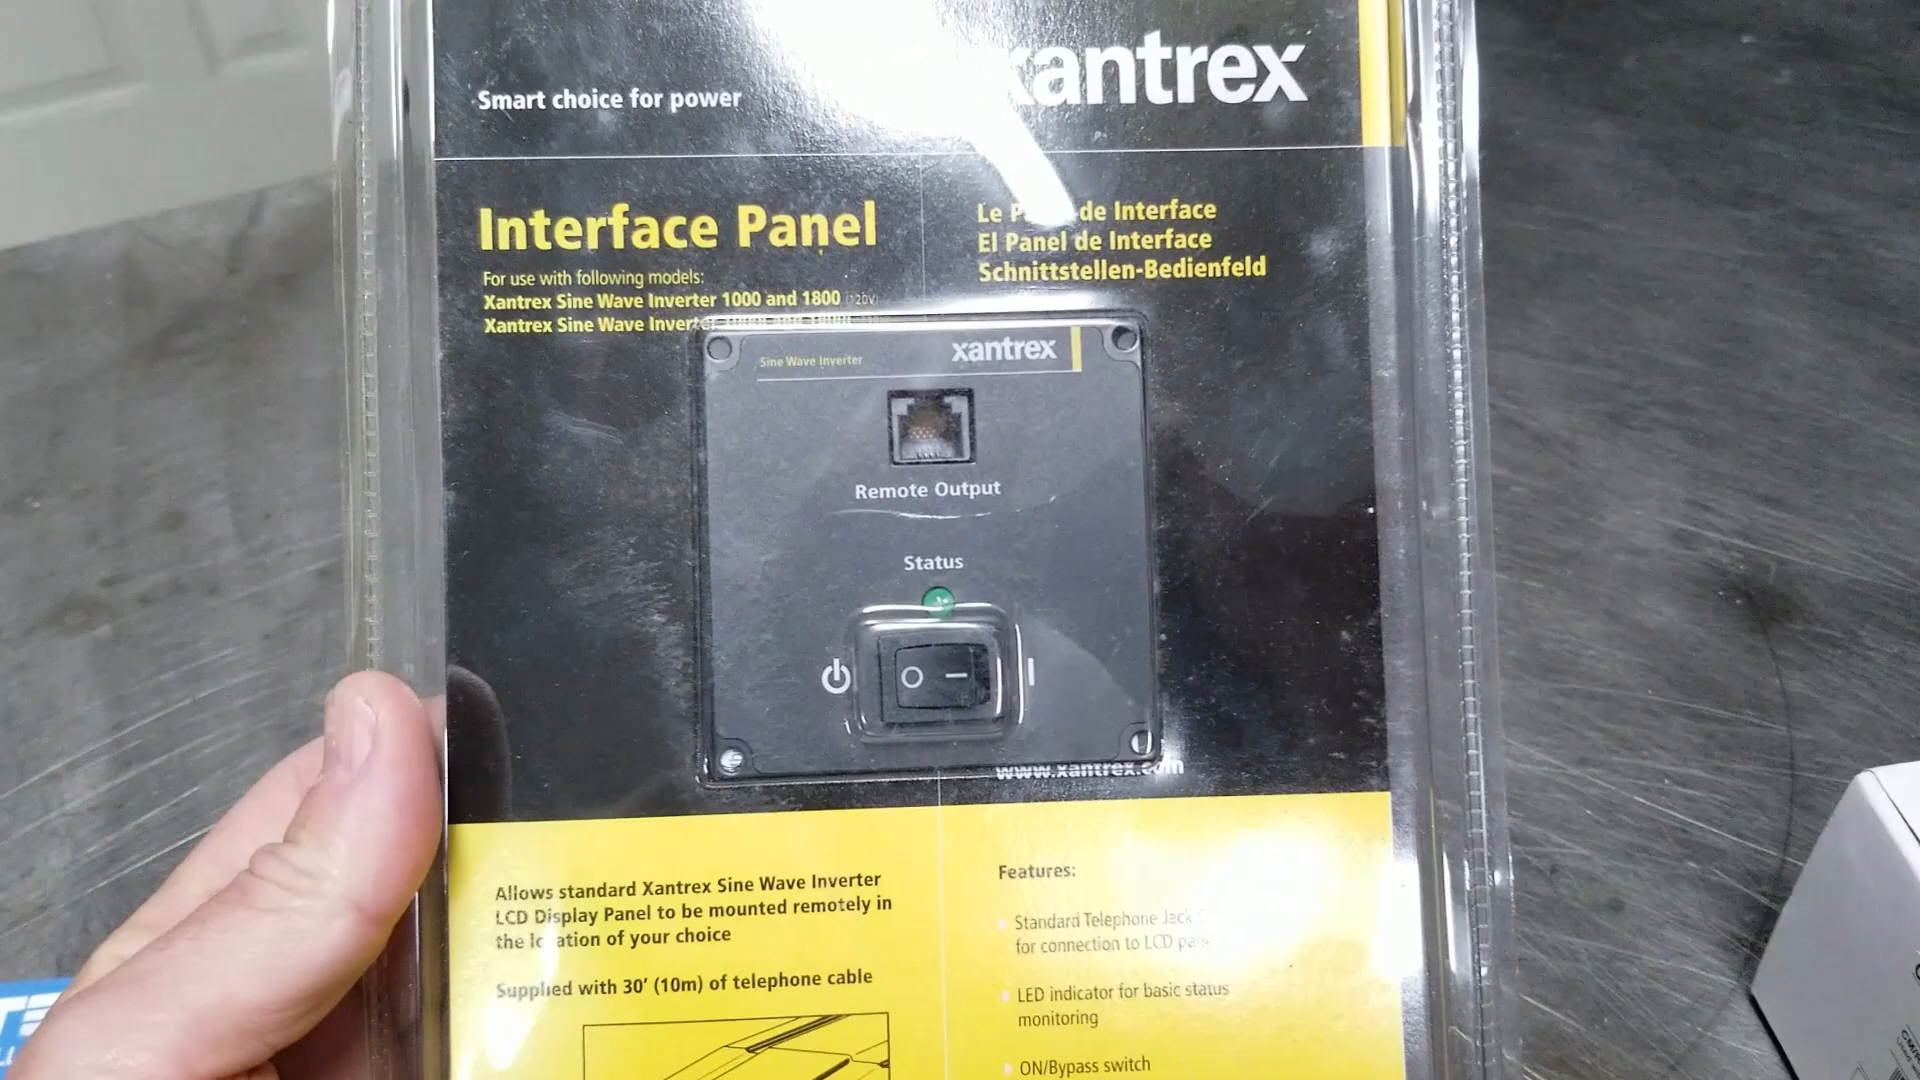 Smart choice for power
xantrex
Interface Panel
For use with following models:
Xantrex Sine Wave Inverter 1000 and 1800 (120V)
Xantrex Sine Wave Inverter
Le de Interface
El Panel de Interface
Schnittstellen-Bedienfeld
Sine Wave Inverter
xantrex
Remote Output
Status
www.xantrex.com
Allows standard Xantrex Sine Wave Inverter
LCD Display Panel to be mounted remotely in
the location of your choice
Supplied with 30' (10m) of telephone cable
Features:
Standard Telephone Jack
for connection to LCD
LED indicator for basic status
monitoring
ON/Bypass switch